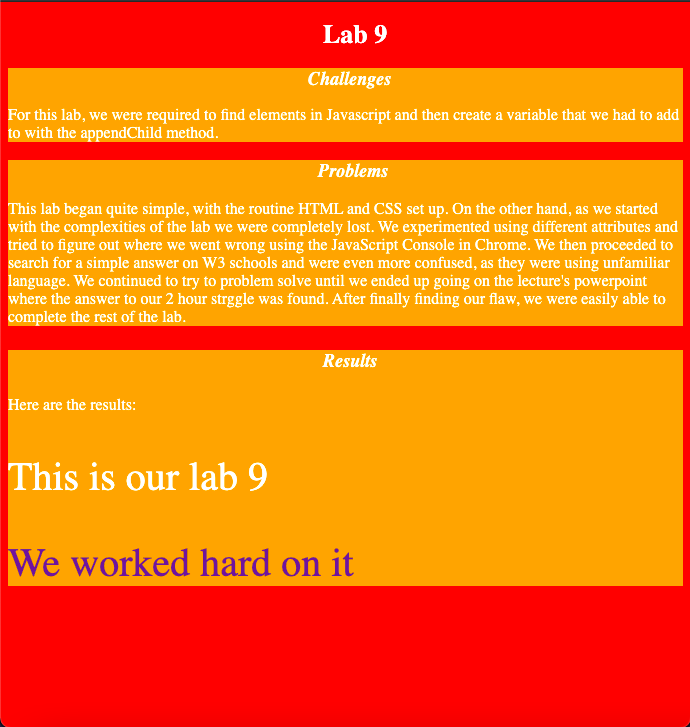 Lab 9
Challenges
For this lab, we were required to find elements in Javascript and then create a variable that we had to add
to with the appendChild method.
Problems
This lab began quite simple, with the routine HTML and CSS set up. On the other hand, as we started
with the complexities of the lab we were completely lost. We experimented using different attributes and
tried to figure out where we went wrong using the JavaScript Console in Chrome. We then proceeded to
search for a simple answer on W3 schools and were even more confused, as they were using unfamiliar
language. We continued to try to problem solve until we ended up going on the lecture's powerpoint
where the answer to our 2 hour strggle was found. After finally finding our flaw, we were easily able to
complete the rest of the lab.
Results
Here are the results:
This is our lab 9
We worked hard on it